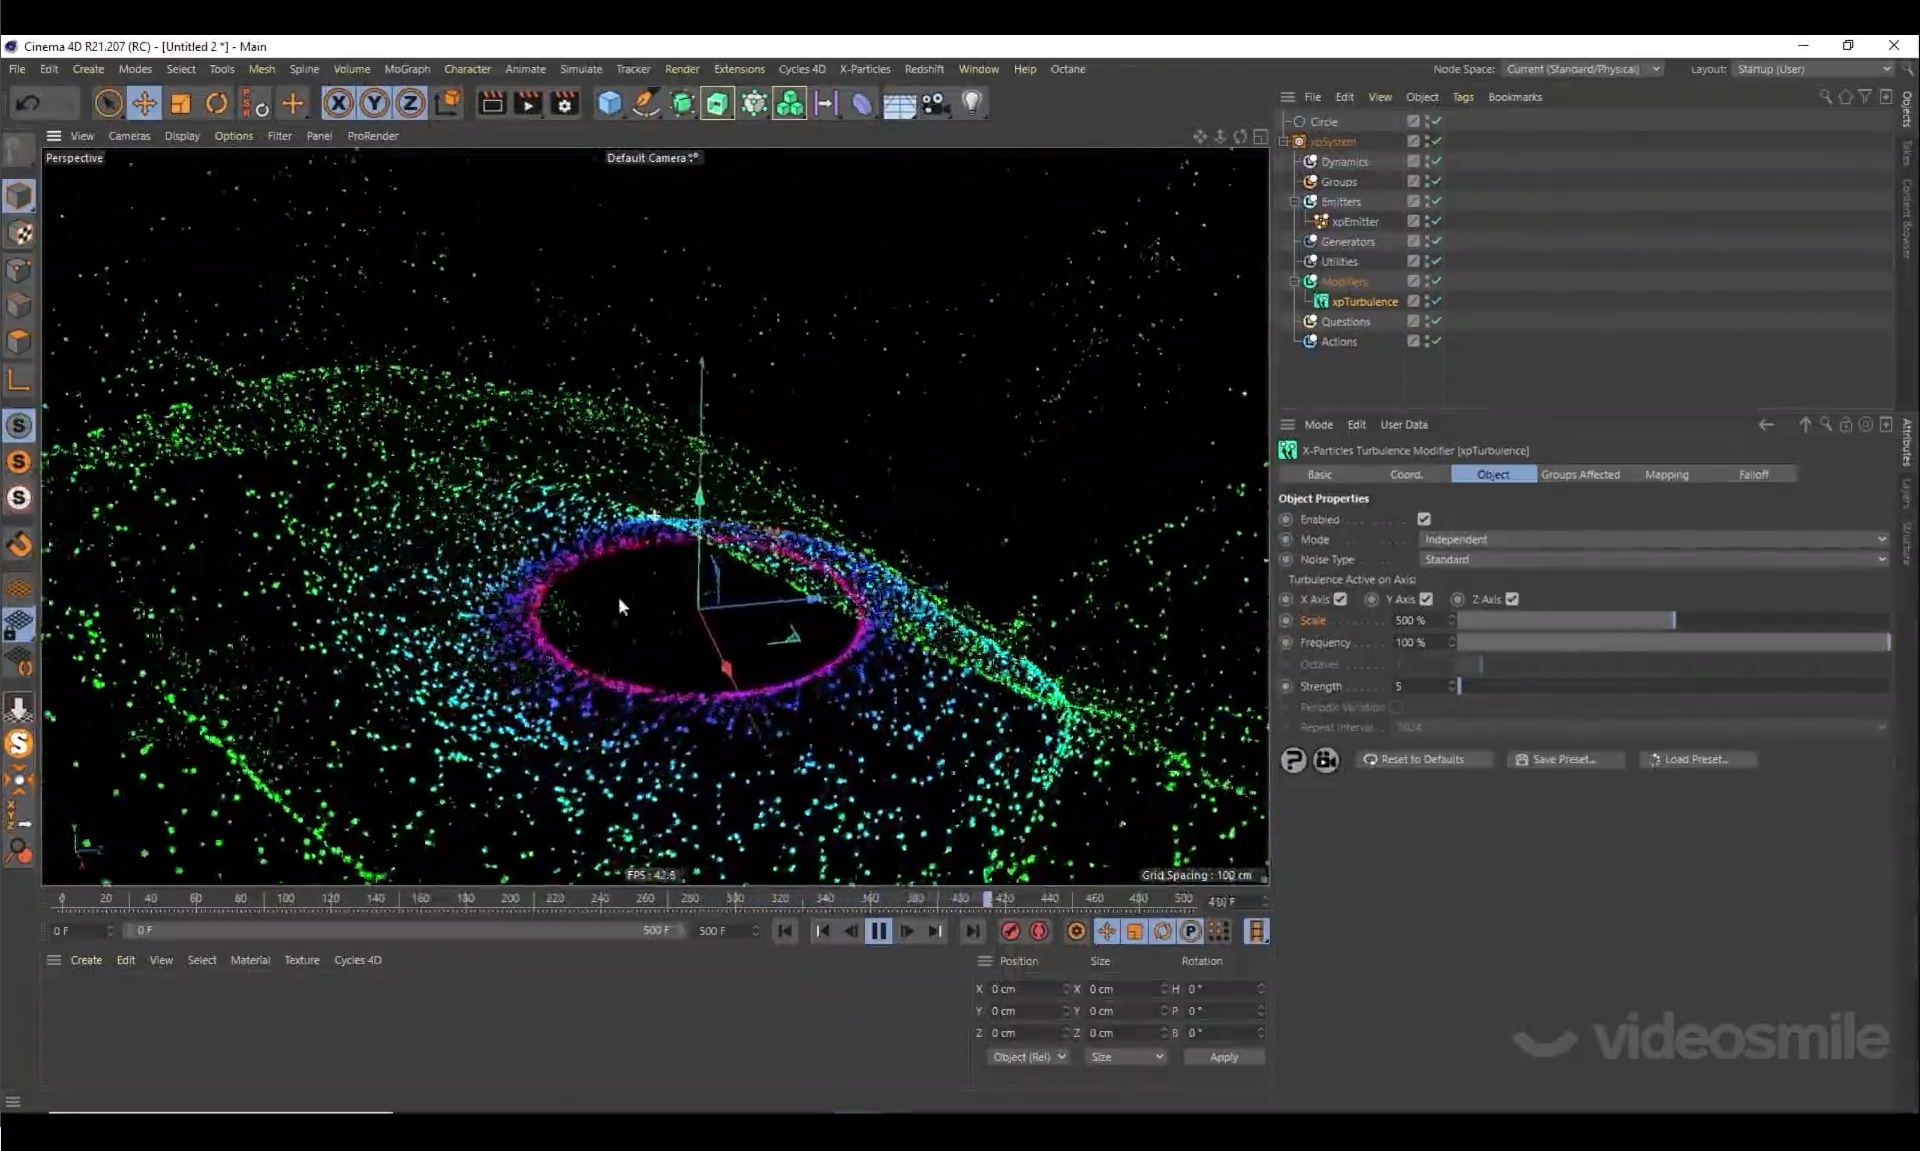 Cinema 4D R21.207 (RC) - [Untitled 2 *] - Main
File Edit Create Modes Select Tools Mesh Spline Volume MoGraph Character Animate Simulate Tracker Render Extensions Cycles 4D X-Particles Redshift Window Help Octane
Node Space: Current (Standard/Physical) Layout: Startup (User)
File Edit View Object Tags Bookmarks
View Cameras Display Options Filter Panel ProRender
Perspective
Default Camera
Circle
xpSystem
Dynamics
Groups
Emitters
xpEmitter
Generators
Utilities
Modifiers
xpTurbulence
Questions
Actions
Objects
Takes
Content Browser
Mode Edit User Data
X-Particles Turbulence Modifier [xpTurbulence]
Basic Coord. Object Groups Affected Mapping Falloff
Object Properties
Enabled
Mode Independent
Noise Type Standard
Turbulence Active on Axis:
X Axis Y Axis Z Axis
Scale 500 %
Frequency 100 %
Octaves
Strength 5
Periodic Variation
Repeat Interval 1024
Reset to Defaults Save Preset... Load Preset...
Attributes
Layers
Structure
FPS : 42.6
Grid Spacing : 100 cm
0 20 40 60 80 100 120 140 160 180 200 220 240 260 280 300 320 340 360 380 400 420 440 460 480 500
0 F 0 F 500 F 500 F
Create Edit View Select Material Texture Cycles 4D
Position Size Rotation
X 0 cm X 0 cm H 0 °
Y 0 cm Y 0 cm P 0 °
Z 0 cm Z 0 cm B 0 °
Object (Rel) Size Apply
videosmile